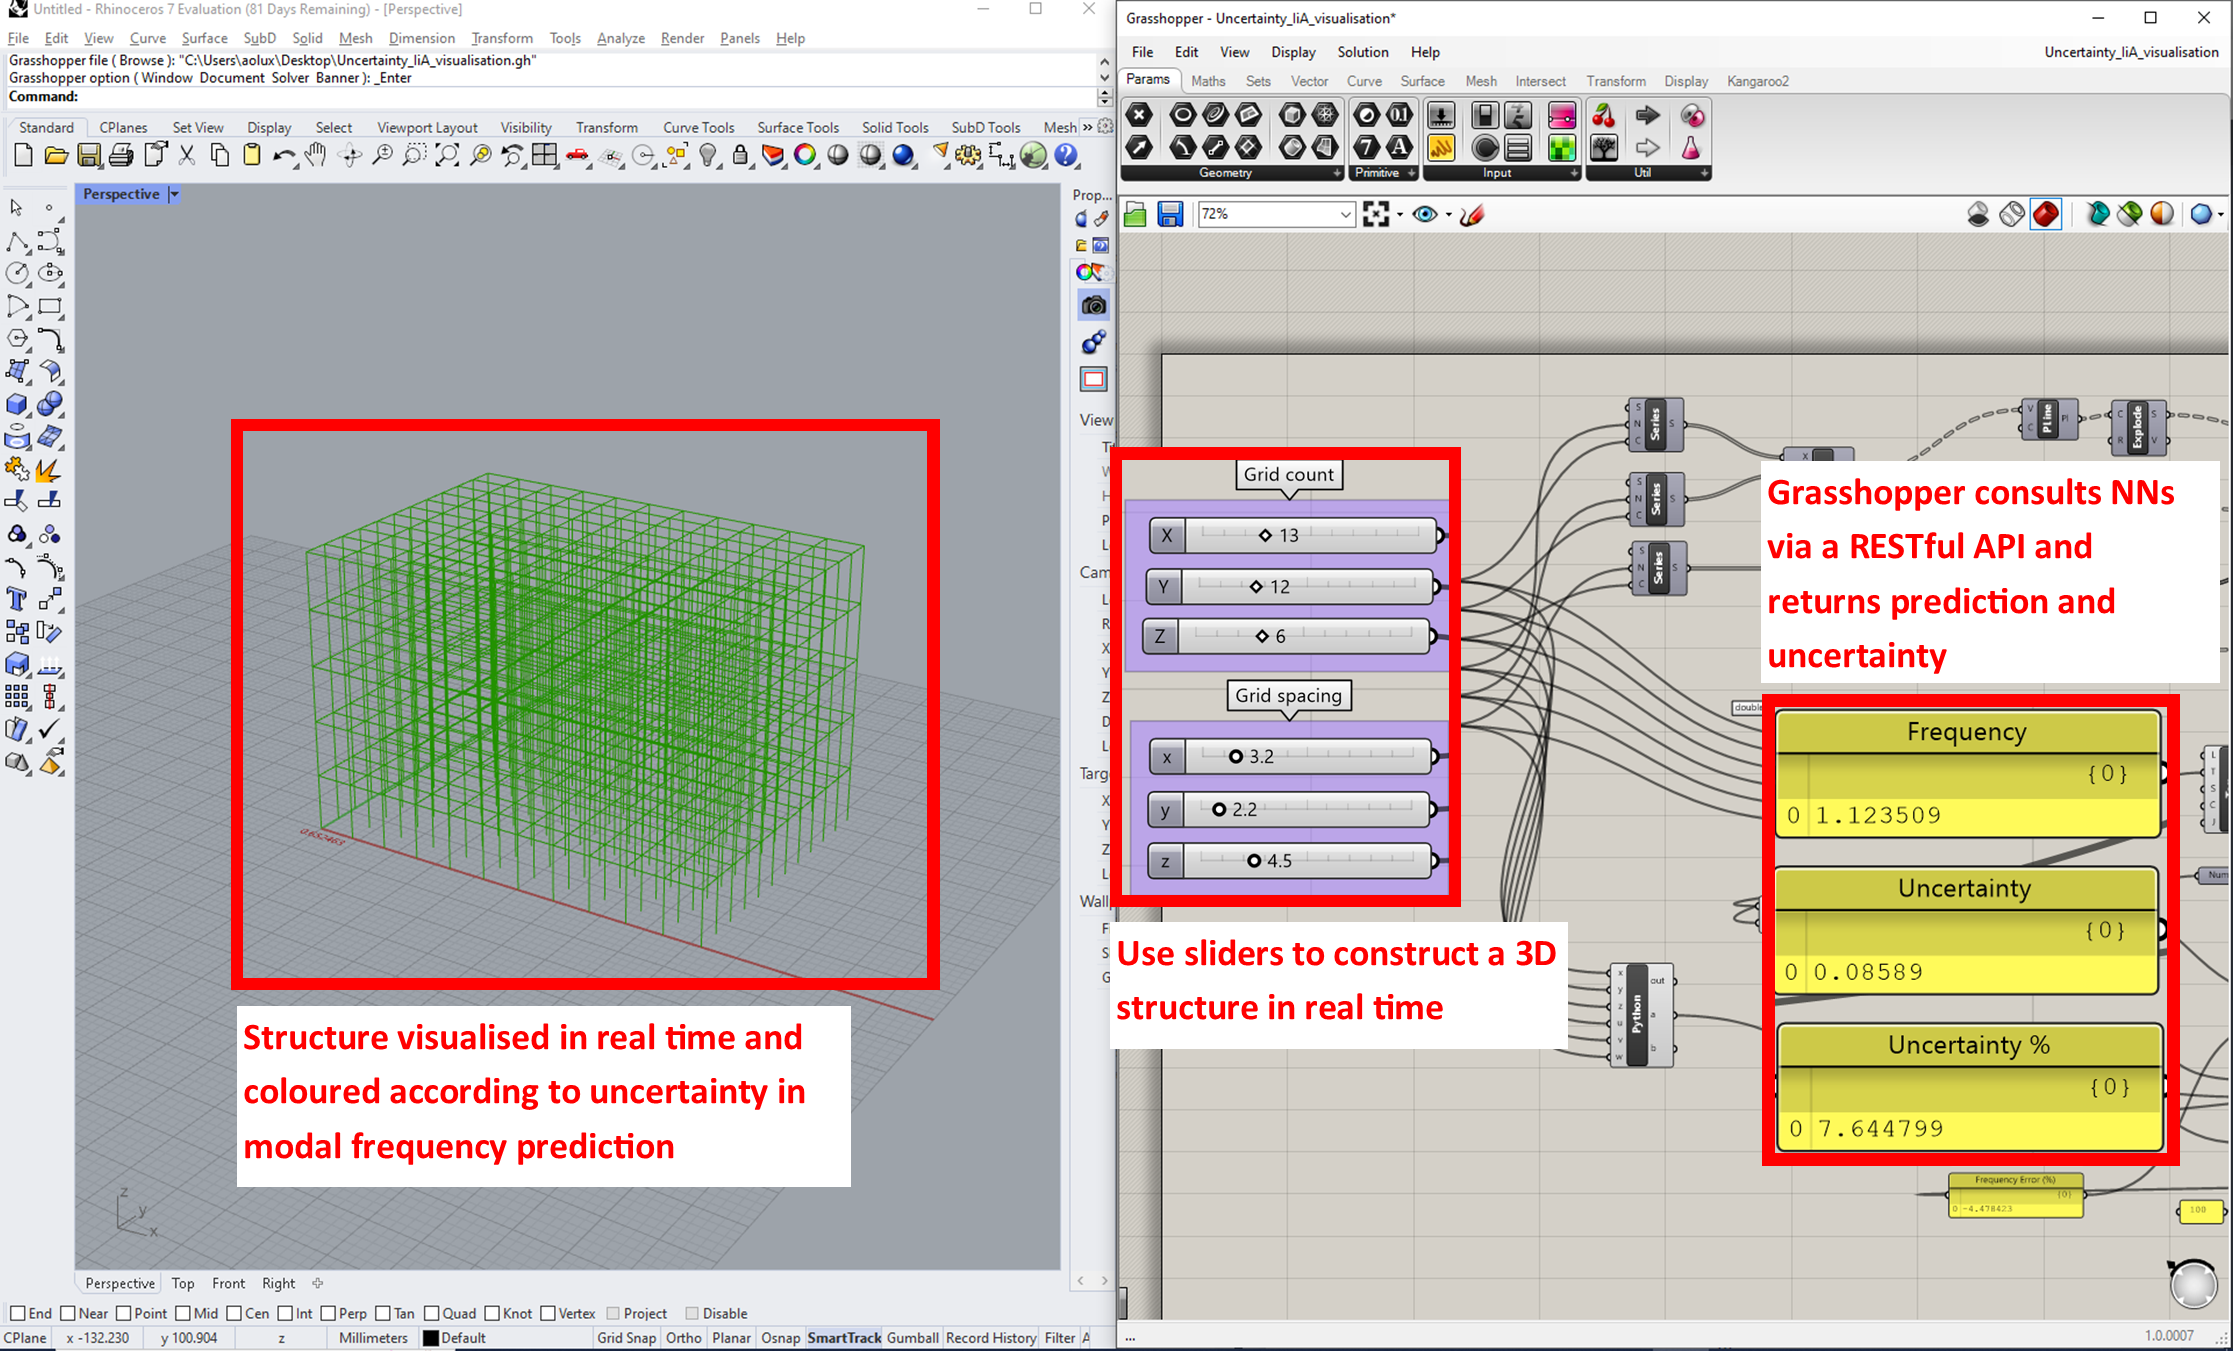 Untitled - Rhinoceros 7 Evaluation (81 Days Remaining) - [Perspective]
File Edit View Curve Surface SubD Solid Mesh Dimension Transform Tools Analyze Render Panels Help
Grasshopper file ( Browse ): "C:\Users\aolux\Desktop\Uncertainty_liA_visualisation.gh"
Grasshopper option ( Window Document Solver Banner ): _Enter
Command:
Standard CPlanes Set View Display Select Viewport Layout Visibility Transform Curve Tools Surface Tools Solid Tools SubD Tools Mesh »
Perspective
Prop...
View
Cam
Targ
Wall
0.652463
Structure visualised in real time and
coloured according to uncertainty in
modal frequency prediction
z
y
x
Perspective Top Front Right
End Near Point Mid Cen Int Perp Tan Quad Knot Vertex Project Disable
CPlane x -132.230 y 100.904 z Millimeters Default Grid Snap Ortho Planar Osnap SmartTrack Gumball Record History Filter A
Grasshopper - Uncertainty_liA_visualisation*
File Edit View Display Solution Help Uncertainty_liA_visualisation
Params Maths Sets Vector Curve Surface Mesh Intersect Transform Display Kangaroo2
Geometry Primitive Input Util
72%
Grid count
X 13
Y 12
Z 6
Grid spacing
x 3.2
y 2.2
z 4.5
Use sliders to construct a 3D
structure in real time
S N C Series S
S N C Series S
S N C Series S
X
V C PLine Pl
C R Explode S V
Grasshopper consults NNs
via a RESTful API and
returns prediction and
uncertainty
double
Frequency
{0}
0 1.123509
Uncertainty
{0}
0 0.08589
Uncertainty %
{0}
0 7.644799
L T S C J
Num
x y z u v w Python out a b
Frequency Error (%)
{0}
0 -4.478423
100
...
1.0.0007